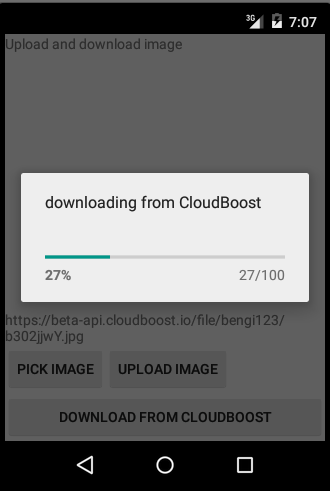 3G 7:07
Upload and download image
downloading from CloudBoost
27% 27/100
https://beta-api.cloudboost.io/file/bengi123/
b302jjwY.jpg
PICK IMAGE UPLOAD IMAGE
DOWNLOAD FROM CLOUDBOOST